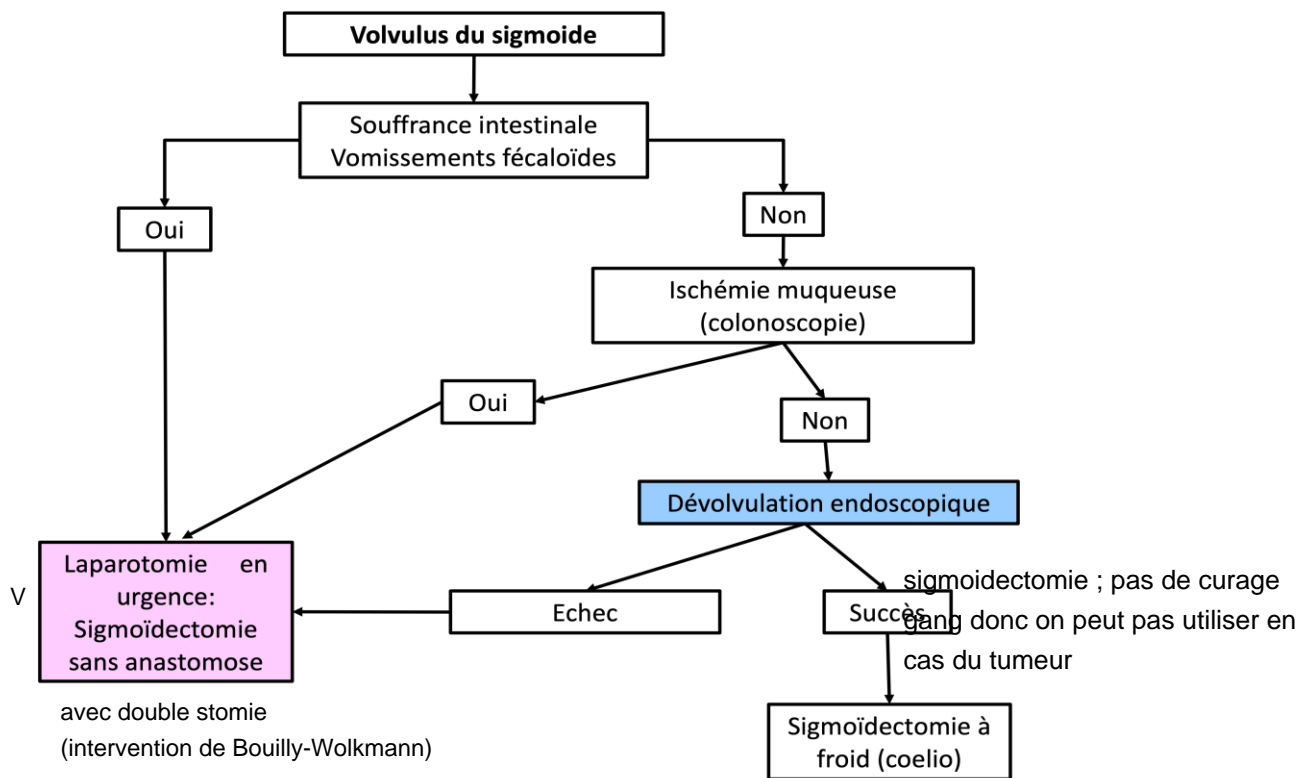 Volvulus du sigmoide
Souffrance intestinale
Vomissements fécaloïdes
Oui
Non
Ischémie muqueuse
(colonoscopie)
Oui
Non
Dévolvulation endoscopique
Laparotomie en
urgence:
Sigmoïdectomie
sans anastomose
V
Echec
Succès
sigmoidectomie ; pas de curage
gang donc on peut pas utiliser en
cas du tumeur
avec double stomie
(intervention de Bouilly-Wolkmann)
Sigmoïdectomie à
froid (coelio)